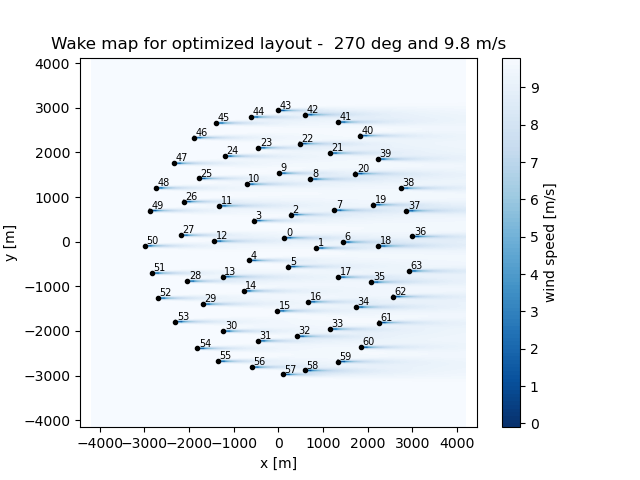 Wake map for optimized layout -  270 deg and 9.8 m/s
4000
3000
2000
1000
0
−1000
−2000
−3000
−4000
y [m]
43
44 42
45 41
46 40
23 22
24 21 39
47
25 10 9 8 20
48 38
49 26 11 3 2 7 19 37
27 12 0 6 36
50 1 18
4 5
51 28 13 17 35 63
52 29 14 16 62
15 34
53 30 33 61
31 32
54 60
55 56 59
57 58
−4000 −3000 −2000 −1000 0 1000 2000 3000 4000
x [m]
9
8
7
6
5
4
3
2
1
0
wind speed [m/s]